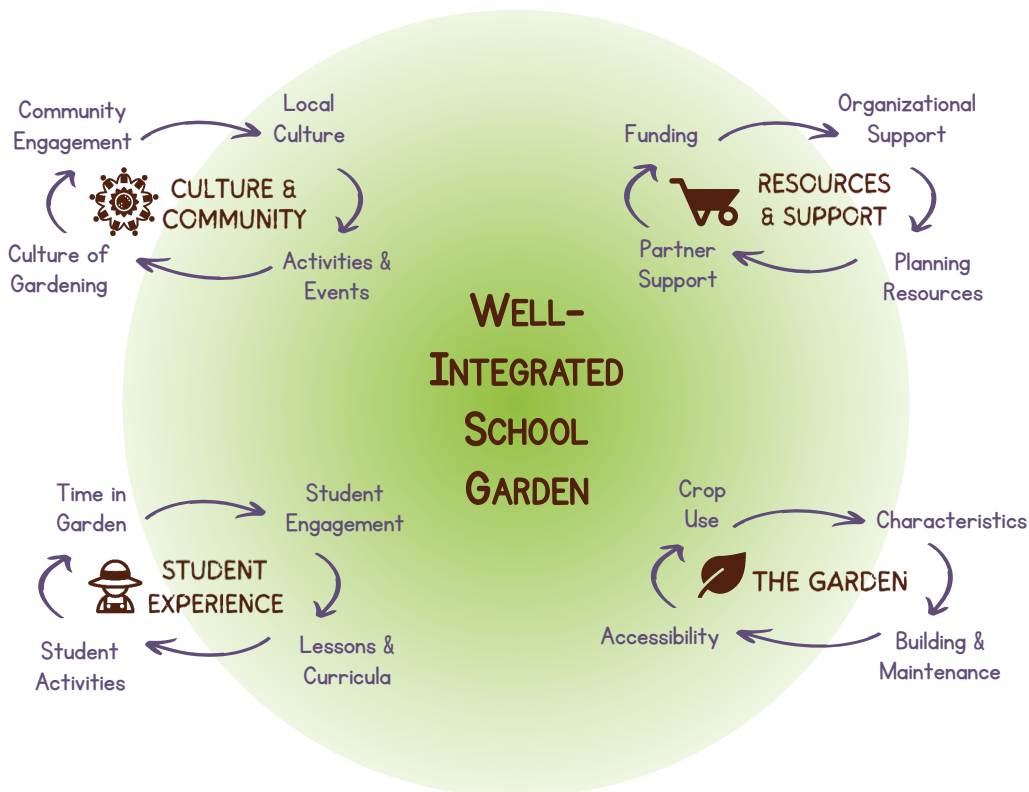 Community
Engagement
Local
Culture
CULTURE &
COMMUNITY
Culture of
Gardening
Activities &
Events
Funding
Organizational
Support
RESOURCES
& SUPPORT
Partner
Support
Planning
Resources
WELL-
INTEGRATED
SCHOOL
GARDEN
Time in
Garden
Student
Engagement
STUDENT
EXPERIENCE
Student
Activities
Lessons &
Curricula
Crop
Use
Characteristics
THE GARDEN
Accessibility
Building &
Maintenance